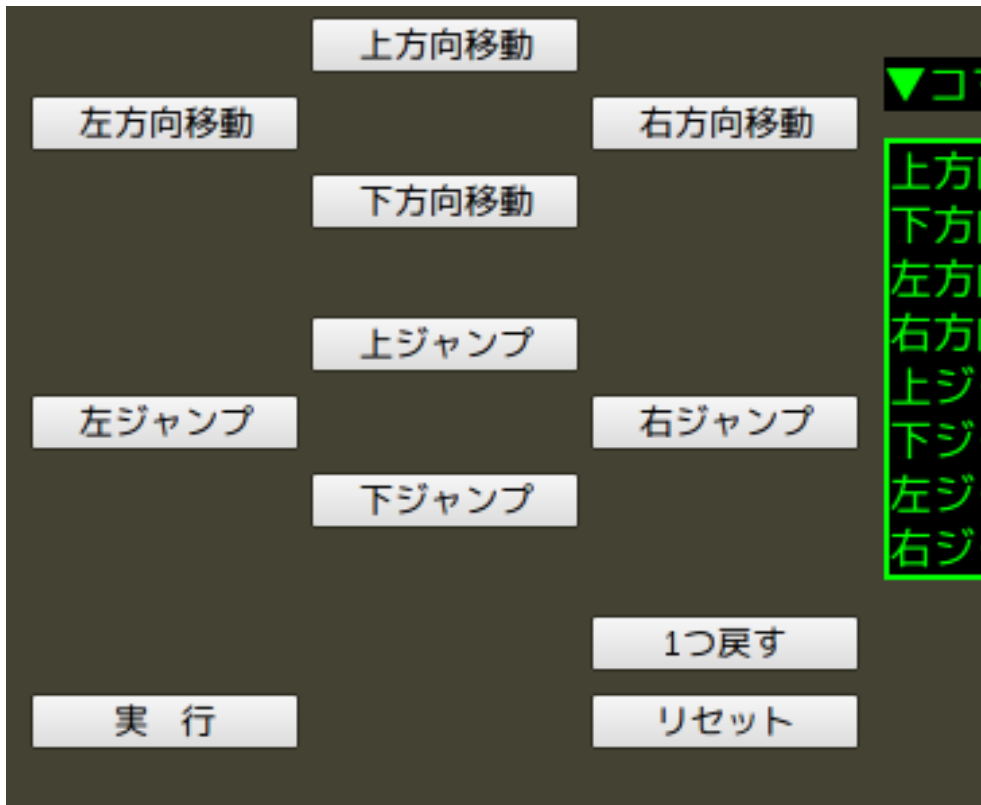 上方向移動
左方向移動
右方向移動
下方向移動
上ジャンプ
左ジャンプ
右ジャンプ
下ジャンプ
1つ戻す
実 行
リセット
▼コ
上方
下方
左方
右方
上ジ
下ジ
左ジ
右ジ